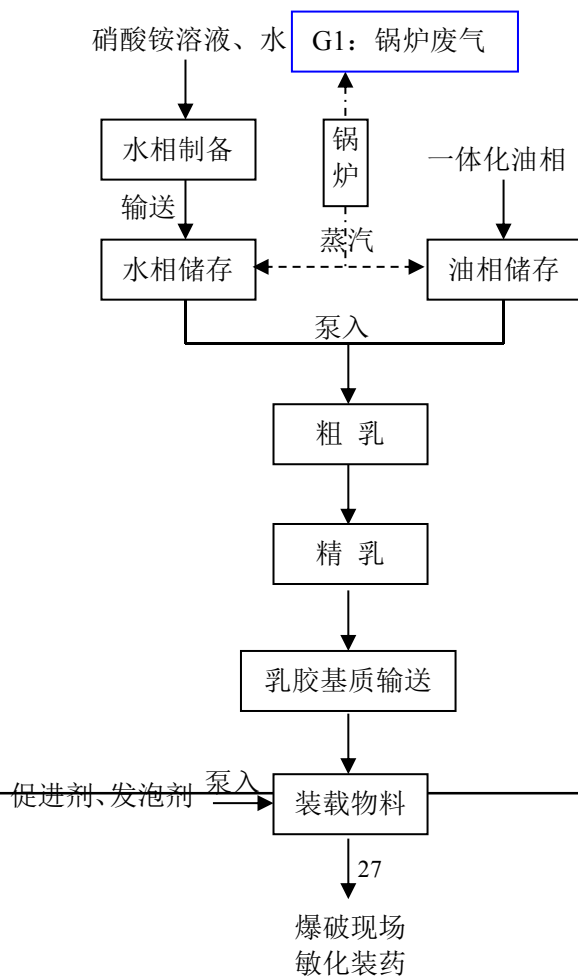 硝酸铵溶液、水
G1：锅炉废气
水相制备
锅
炉
一体化油相
输送
蒸汽
水相储存
油相储存
泵入
粗 乳
精 乳
乳胶基质输送
促进剂、发泡剂
泵入
装载物料
27
爆破现场
敏化装药